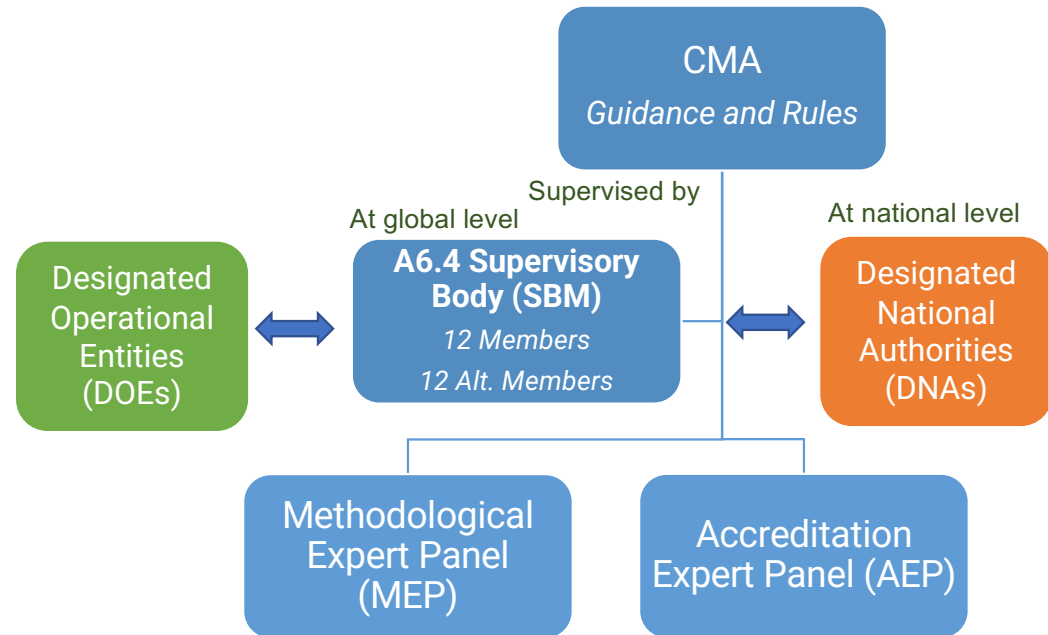 CMA
Guidance and Rules
Supervised by
At global level
At national level
Designated
Operational
Entities
(DOEs)
A6.4 Supervisory
Body (SBM)
12 Members
12 Alt. Members
Designated
National
Authorities
(DNAs)
Methodological
Expert Panel
(MEP)
Accreditation
Expert Panel (AEP)